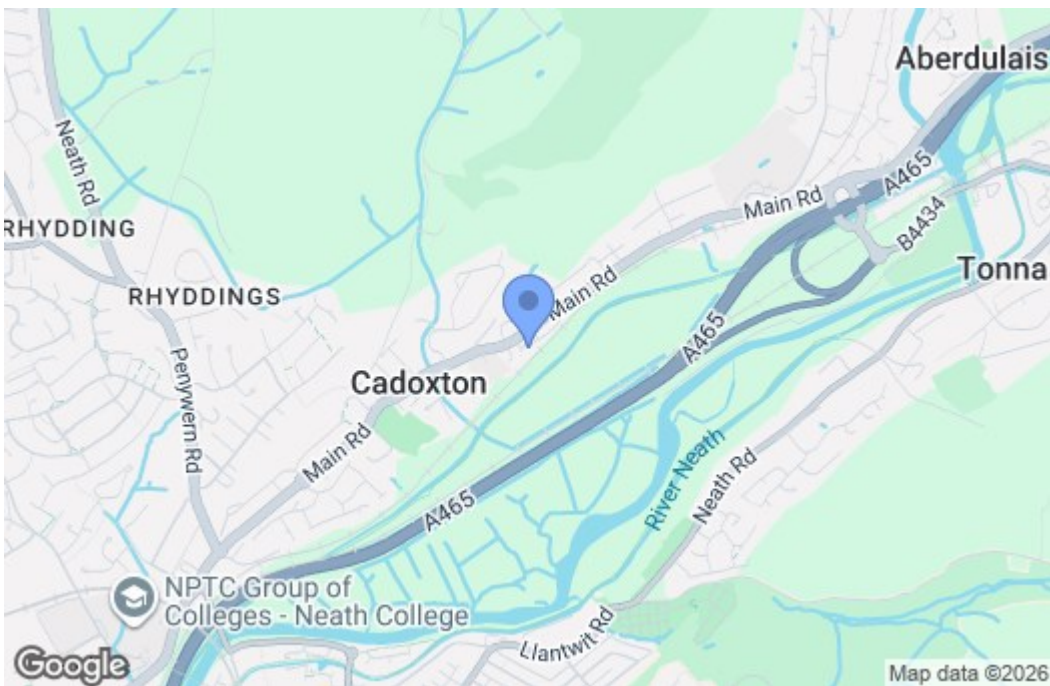 Aberdulais
Neath Rd
A465
Main Rd
B4434
RHYDDING
Tonna
RHYDDINGS
Main Rd
A465
Cadoxton
Penywern Rd
Main Rd
River Neath
Neath Rd
A465
NPTC Group of
Colleges - Neath College
Llantwit Rd
Google
Map data ©2026